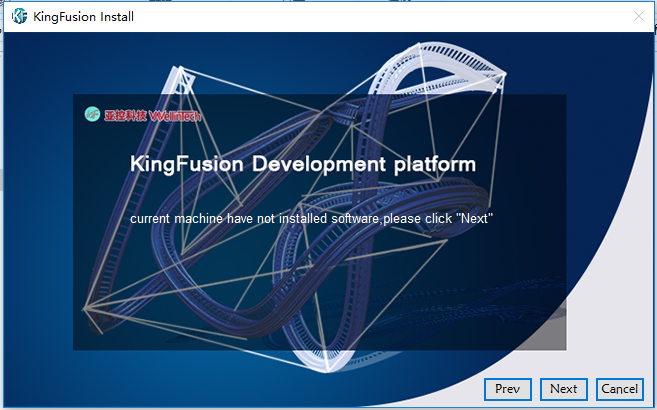 KingFusion Install
亚控科技 WellinTech
KingFusion Development platform
current machine have not installed software,please click "Next"
Prev
Next
Cancel